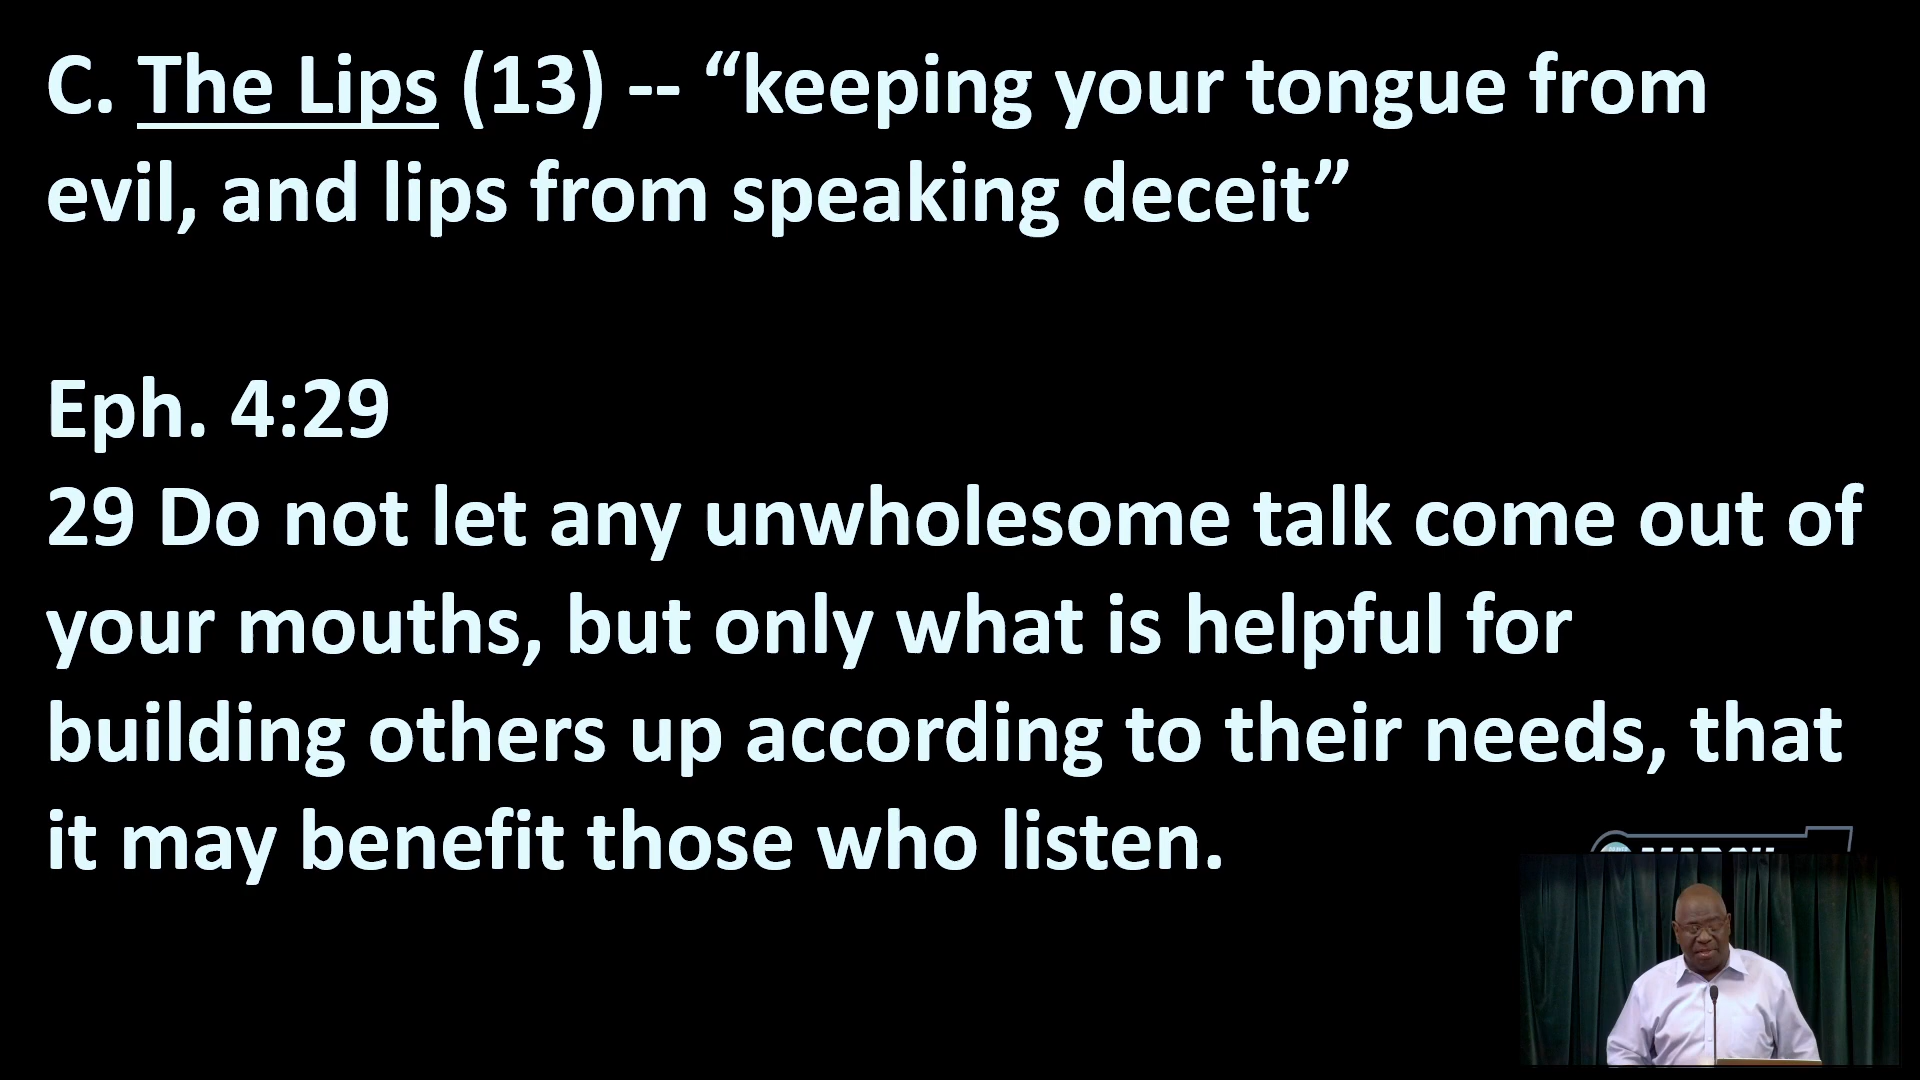 C. The Lips (13) -- “keeping your tongue from
evil, and lips from speaking deceit”
Eph. 4:29
29 Do not let any unwholesome talk come out of
your mouths, but only what is helpful for
building others up according to their needs, that
it may benefit those who listen.